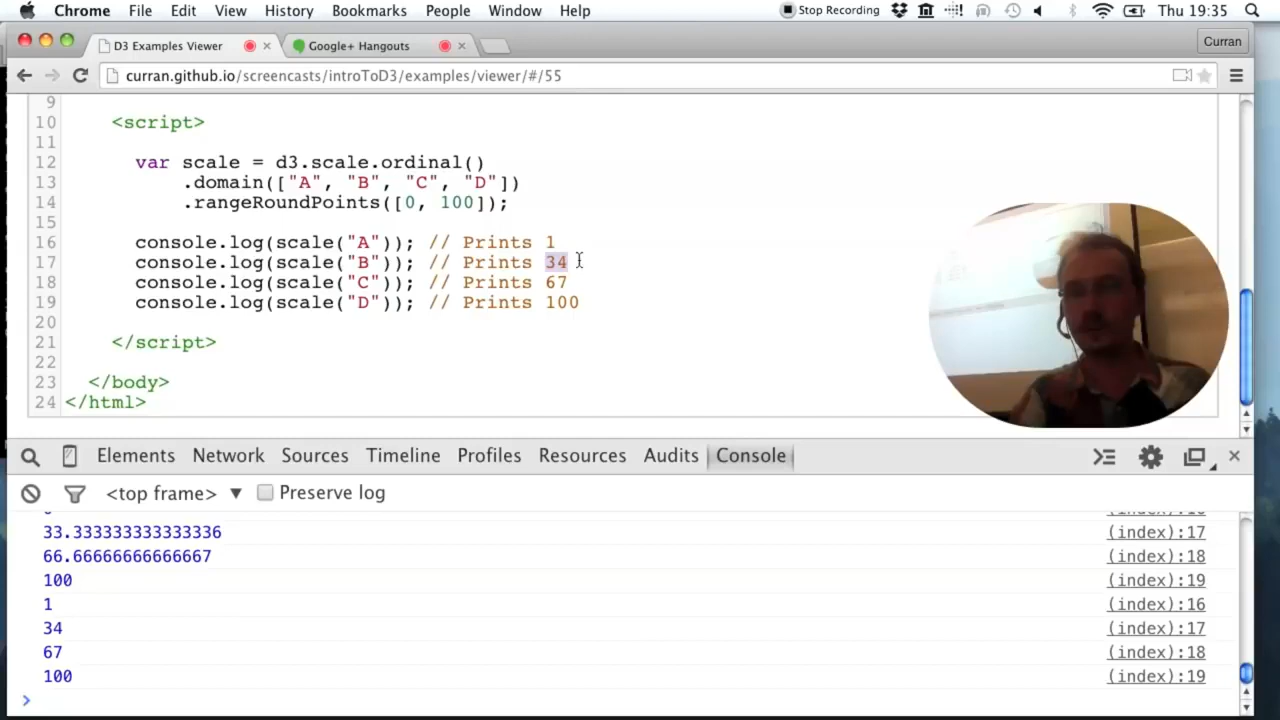 Chrome File Edit View History Bookmarks People Window Help Stop Recording Thu 19:35
D3 Examples Viewer Google+ Hangouts Curran
curran.github.io/screencasts/introToD3/examples/viewer/#/55
9
10 <script>
11
12 var scale = d3.scale.ordinal()
13 .domain(["A", "B", "C", "D"])
14 .rangeRoundPoints([0, 100]);
15
16 console.log(scale("A")); // Prints 1
17 console.log(scale("B")); // Prints 34
18 console.log(scale("C")); // Prints 67
19 console.log(scale("D")); // Prints 100
20
21 </script>
22
23 </body>
24 </html>
Elements Network Sources Timeline Profiles Resources Audits Console
<top frame> ▼ Preserve log
33.333333333333336 (index):17
66.66666666666667 (index):18
100 (index):19
1 (index):16
34 (index):17
67 (index):18
100 (index):19
>